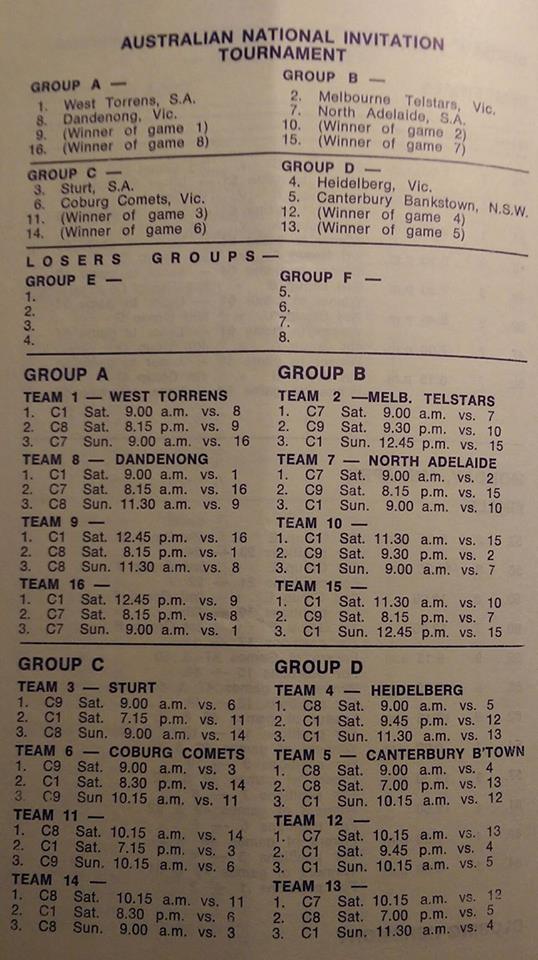 AUSTRALIAN NATIONAL INVITATION
TOURNAMENT
GROUP A —
1. West Torrens, S.A.
8. Dandenong, Vic.
9. (Winner of game 1)
16. (Winner of game 8)
GROUP B —
2. Melbourne Telstars, Vic.
7. North Adelaide, S.A.
10. (Winner of game 2)
15. (Winner of game 7)
GROUP C —
3. Sturt, S.A.
6. Coburg Comets, Vic.
11. (Winner of game 3)
14. (Winner of game 6)
GROUP D —
4. Heidelberg, Vic.
5. Canterbury Bankstown, N.S.W.
12. (Winner of game 4)
13. (Winner of game 5)
LOSERS GROUPS—
GROUP E —
1.
2.
3.
4.
GROUP F —
5.
6.
7.
8.
GROUP A
TEAM 1 — WEST TORRENS
1. C1 Sat. 9.00 a.m. vs. 8
2. C8 Sat. 8.15 p.m. vs. 9
3. C7 Sun. 9.00 a.m. vs. 16
TEAM 8 — DANDENONG
1. C1 Sat. 9.00 a.m. vs. 1
2. C7 Sat. 8.15 a.m. vs. 16
3. C8 Sun. 11.30 a.m. vs. 9
TEAM 9 —
1. C1 Sat. 12.45 p.m. vs. 16
2. C8 Sat. 8.15 p.m. vs. 1
3. C8 Sun. 11.30 a.m. vs. 8
TEAM 16 —
1. C1 Sat. 12.45 p.m. vs. 9
2. C7 Sat. 8.15 p.m. vs. 8
3. C7 Sun. 9.00 a.m. vs. 1
GROUP B
TEAM 2 —MELB. TELSTARS
1. C7 Sat. 9.00 a.m. vs. 7
2. C9 Sat. 9.30 p.m. vs. 10
3. C1 Sun. 12.45 p.m. vs. 15
TEAM 7 — NORTH ADELAIDE
1. C7 Sat. 9.00 a.m. vs. 2
2. C9 Sat. 8.15 p.m. vs. 15
3. C1 Sun. 9.00 a.m. vs. 10
TEAM 10 —
1. C1 Sat. 11.30 a.m. vs. 15
2. C9 Sat. 9.30 p.m. vs. 2
3. C1 Sun. 9.00 a.m. vs. 7
TEAM 15 —
1. C1 Sat. 11.30 a.m. vs. 10
2. C9 Sat. 8.15 p.m. vs. 7
3. C1 Sun. 12.45 p.m. vs. 15
GROUP C
TEAM 3 — STURT
1. C9 Sat. 9.00 a.m. vs. 6
2. C1 Sat. 7.15 p.m. vs. 11
3. C8 Sun. 9.00 a.m. vs. 14
TEAM 6 — COBURG COMETS
1. C9 Sat. 9.00 a.m. vs. 3
2. C1 Sat. 8.30 p.m. vs. 14
3. C9 Sun 10.15 a.m. vs. 11
TEAM 11 —
1. C8 Sat. 10.15 a.m. vs. 14
2. C1 Sat. 7.15 p.m. vs. 3
3. C9 Sun. 10.15 a.m. vs. 6
TEAM 14 —
1. C8 Sat. 10.15 a.m. vs. 11
2. C1 Sat. 8.30 p.m. vs. 6
3. C8 Sun. 9.00 a.m. vs. 3
GROUP D
TEAM 4 — HEIDELBERG
1. C8 Sat. 9.00 a.m. vs. 5
2. C1 Sat. 9.45 p.m. vs. 12
3. C1 Sun. 11.30 a.m. vs. 13
TEAM 5 — CANTERBURY B'TOWN
1. C8 Sat. 9.00 a.m. vs. 4
2. C8 Sat. 7.00 p.m. vs. 13
3. C1 Sun. 10.15 a.m. vs. 12
TEAM 12 —
1. C7 Sat. 10.15 a.m. vs. 13
2. C1 Sat. 9.45 p.m. vs. 4
3. C1 Sun. 10.15 a.m. vs. 5
TEAM 13 —
1. C7 Sat. 10.15 a.m. vs. 12
2. C8 Sat. 7.00 p.m. vs. 5
3. C1 Sun. 11.30 a.m. vs. 4